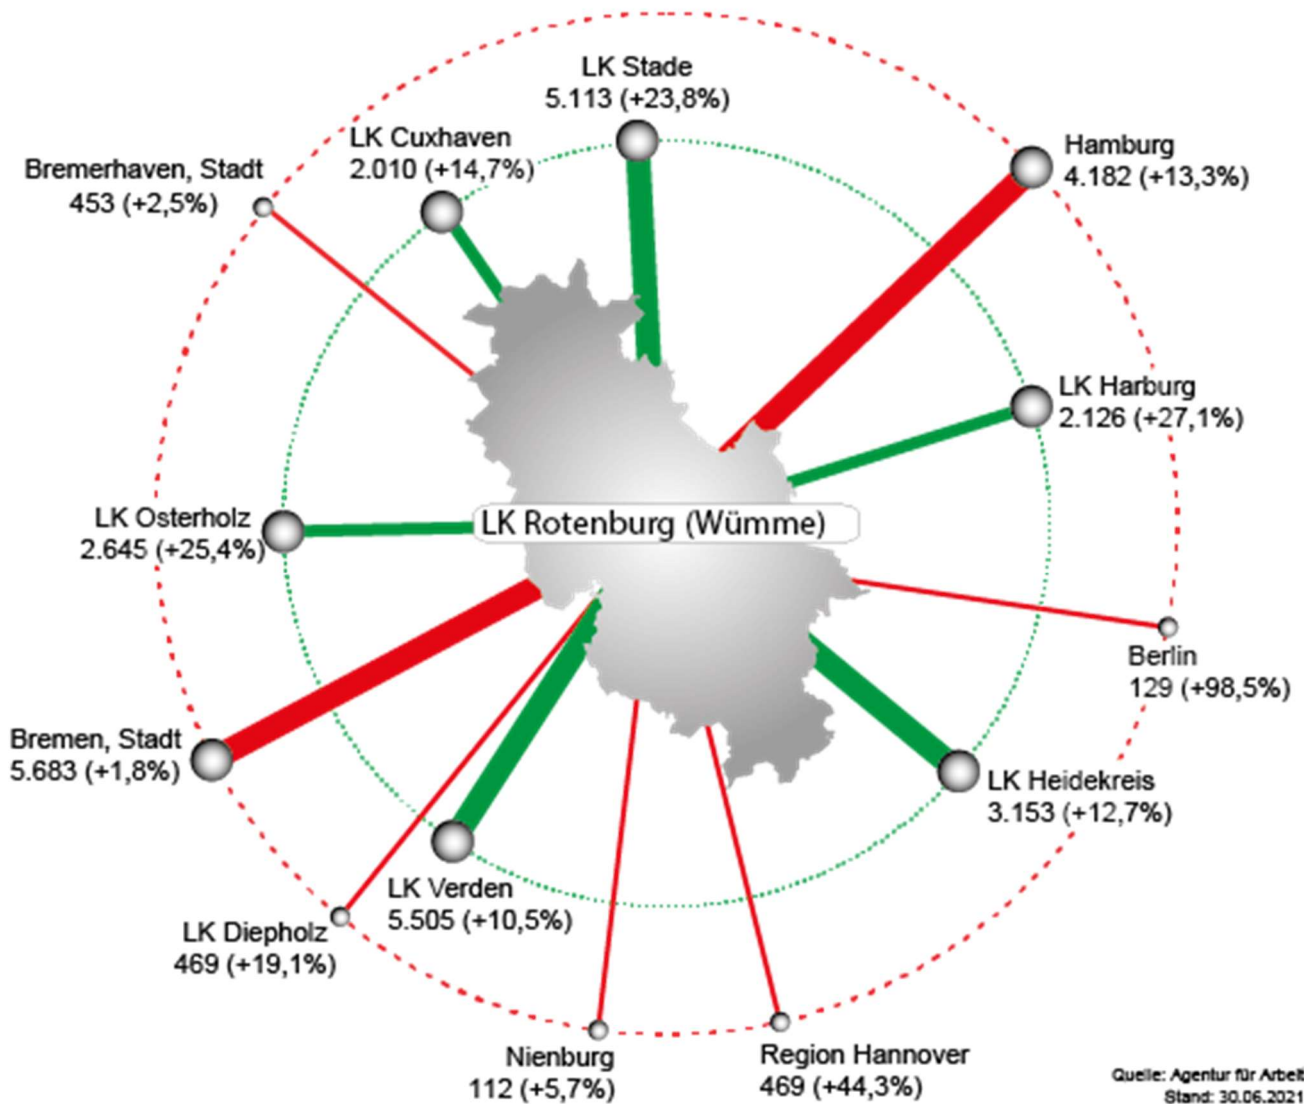 LK Stade
5.113 (+23,8%)
LK Cuxhaven
2.010 (+14,7%)
Hamburg
4.182 (+13,3%)
Bremerhaven, Stadt
453 (+2,5%)
LK Harburg
2.126 (+27,1%)
LK Osterholz
2.645 (+25,4%)
LK Rotenburg (Wümme)
Berlin
129 (+98,5%)
Bremen, Stadt
5.683 (+1,8%)
LK Heidekreis
3.153 (+12,7%)
LK Verden
5.505 (+10,5%)
LK Diepholz
469 (+19,1%)
Nienburg
112 (+5,7%)
Region Hannover
469 (+44,3%)
Quelle: Agentur für Arbeit
Stand: 30.06.2021